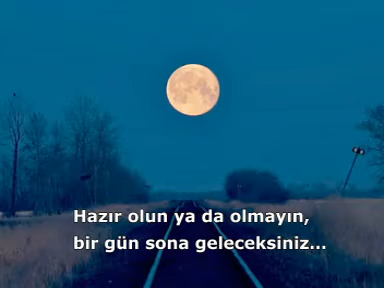 Hazır olun ya da olmayın,
bir gün sona geleceksiniz...